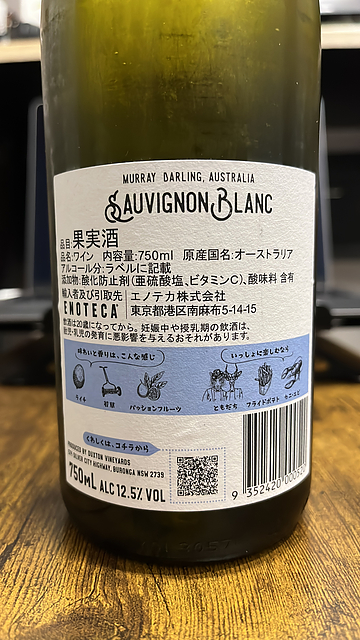 MURRAY DARLING, AUSTRALIA
SAUVIGNON BLANC
品目:果実酒
品名:ワイン 内容量:750ml 原産国名:オーストラリア
アルコール分:ラベルに記載
添加物:酸化防止剤(亜硫酸塩、ビタミンC)、酸味料 含有
輸入者及び引取先 エノテカ株式会社
ENOTECA 東京都港区南麻布5-14-15
飲酒は20歳になってから。妊娠中や授乳期の飲酒は、
胎児・乳児の発育に悪影響を与えるおそれがあります。
味わいと香りは、こんな感じ
ライチ
パッションフルーツ
いっしょに楽しむなら
ともだち
フライドポテト
カニ・エビ
くわしくは、コチラから
PRODUCED BY DUXTON VINEYARDS
SILVER CITY HIGHWAY, BURONGA NSW 2739
750mL ALC 12.5% VOL